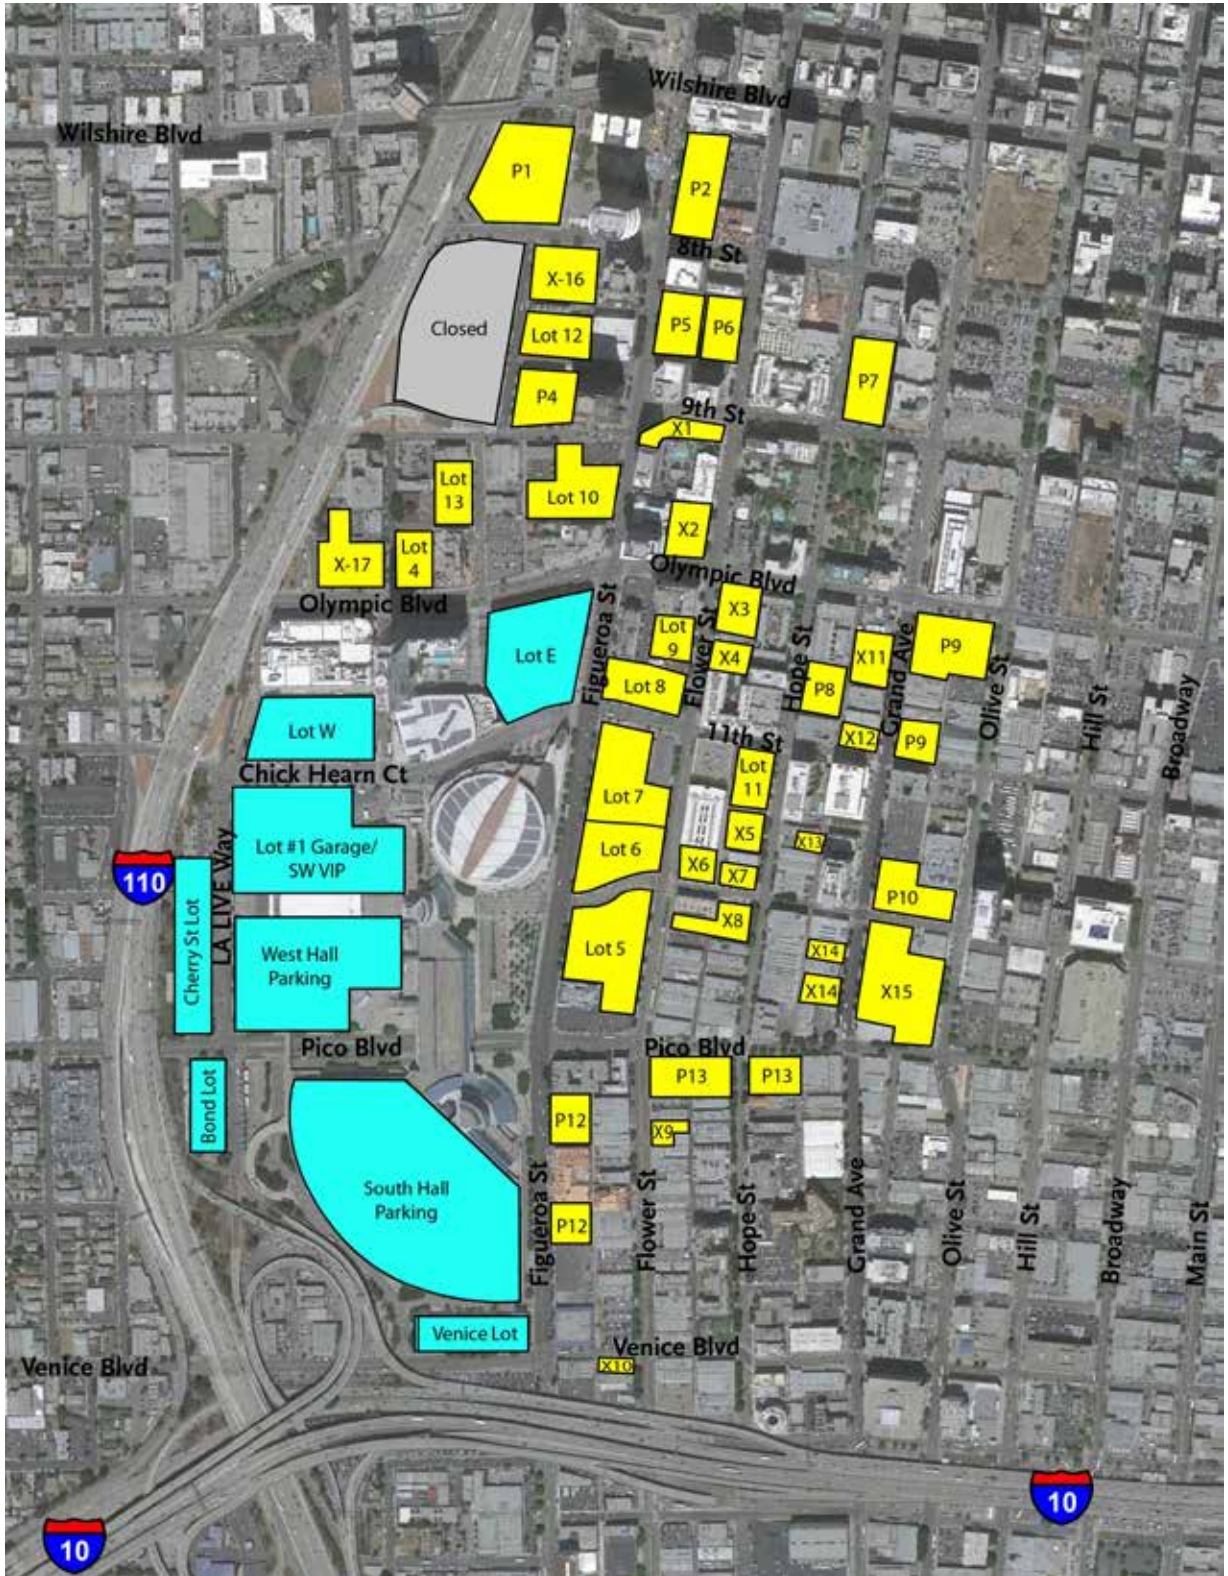 Wilshire Blvd
Wilshire Blvd
P1
P2
8th St
X-16
Closed
Lot 12
P5
P6
P4
P7
9th St
X1
Lot
13
Lot 10
X2
X-17
Lot
4
Olympic Blvd
Olympic Blvd
X3
Lot E
Figueroa St
Lot
9
Flower St
X4
Hope St
X11
Grand Ave
P9
Lot 8
P8
Olive St
Hill St
Broadway
Lot W
11th St
X12
P9
Chick Hearn Ct
Lot
11
Lot 7
Lot #1 Garage/
SW VIP
Lot 6
X5
X13
X6
X7
110
LA LIVE Way
Cherry St Lot
P10
X8
West Hall
Parking
Lot 5
X14
X14
X15
Pico Blvd
Pico Blvd
P13
P13
Bond Lot
P12
X9
South Hall
Parking
P12
Figueroa St
Flower St
Hope St
Grand Ave
Olive St
Hill St
Broadway
Main St
Venice Lot
Venice Blvd
Venice Blvd
X10
10
10